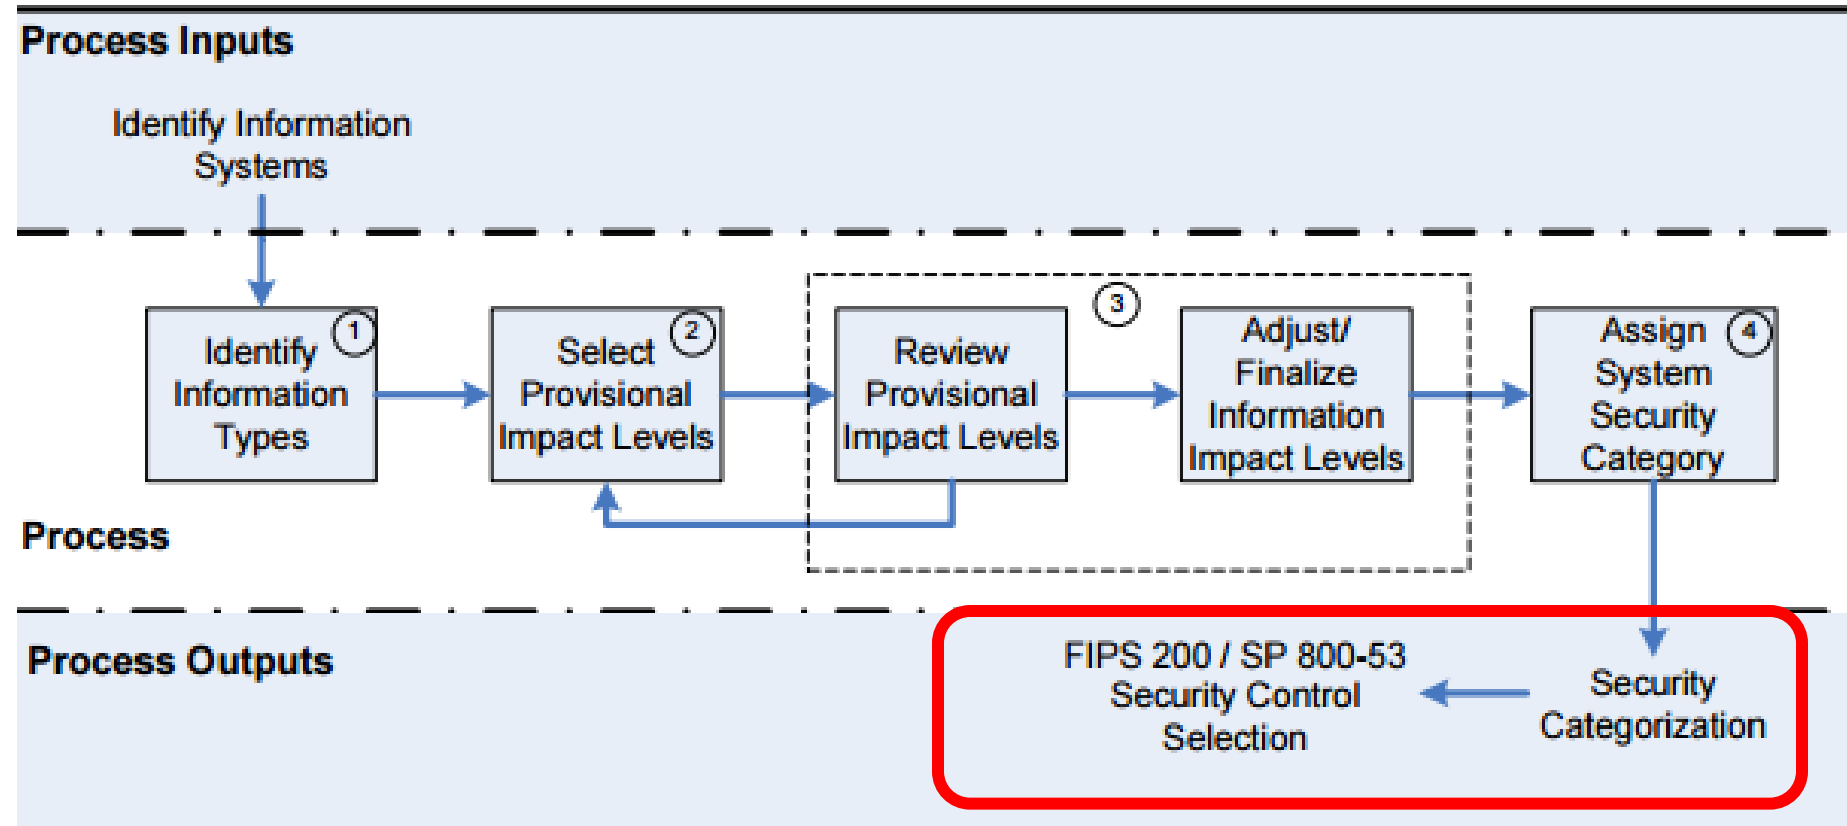 Process Inputs
Identify Information
Systems
1
Identify
Information
Types
2
Select
Provisional
Impact Levels
3
Review
Provisional
Impact Levels
Adjust/
Finalize
Information
Impact Levels
4
Assign
System
Security
Category
Process
Process Outputs
FIPS 200 / SP 800-53
Security Control
Selection
Security
Categorization